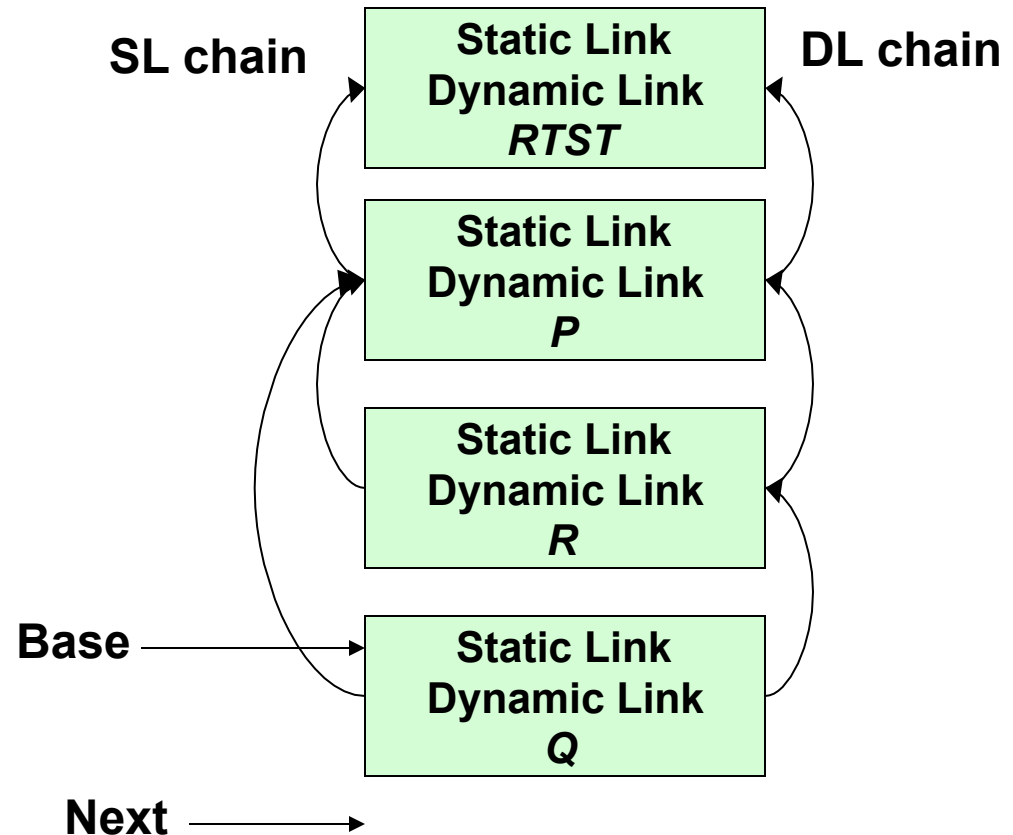 SL chain
DL chain
Static Link
Dynamic Link
RTST
Static Link
Dynamic Link
P
Static Link
Dynamic Link
R
Base
Static Link
Dynamic Link
Q
Next